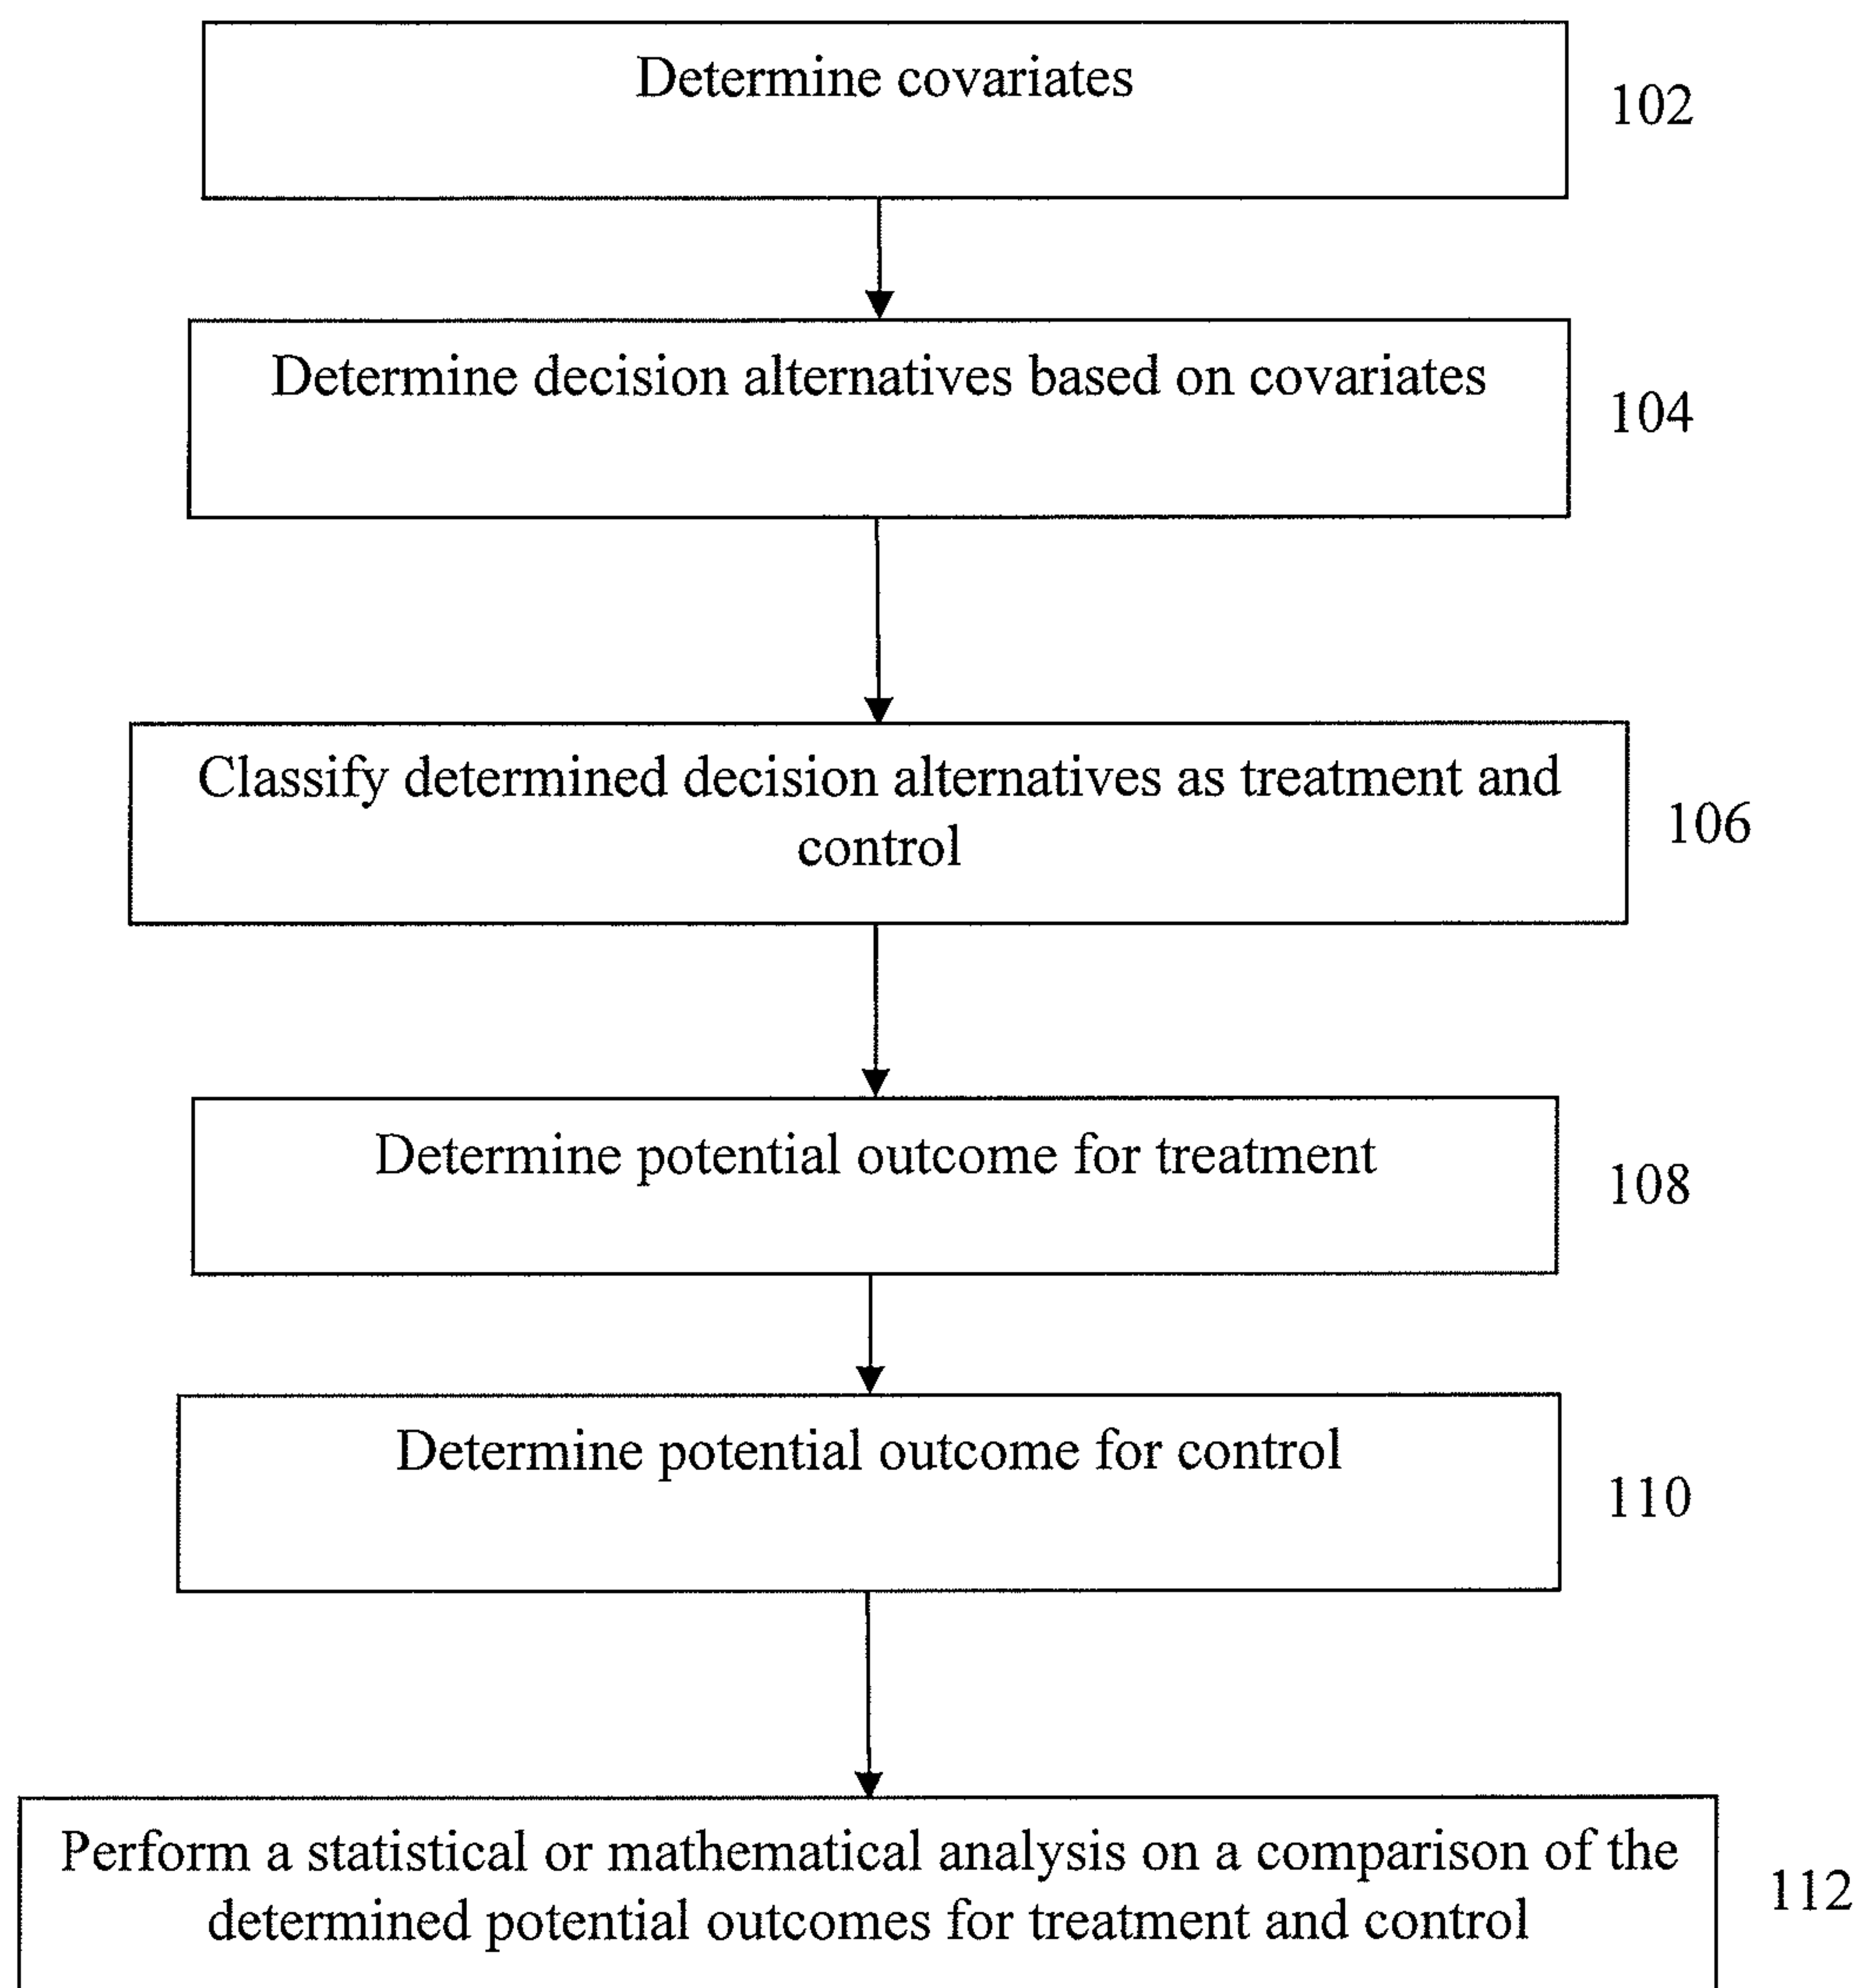 Determine covariates
102
Determine decision alternatives based on covariates
104
Classify determined decision alternatives as treatment and
control
106
Determine potential outcome for treatment
108
Determine potential outcome for control
110
Perform a statistical or mathematical analysis on a comparison of the
determined potential outcomes for treatment and control
112